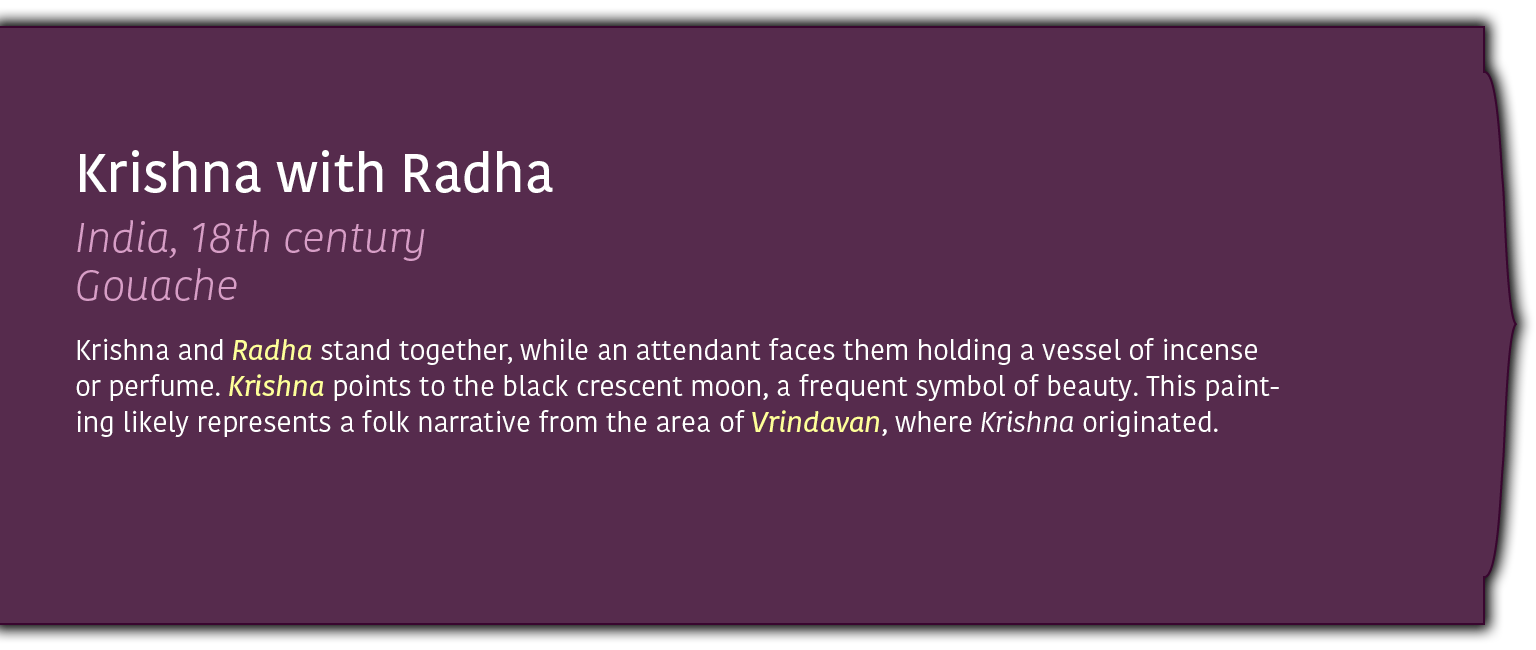 Krishna with Radha
India, 18th century
Gouache
Krishna and Radha stand together, while an attendant faces them holding a vessel of incense
or perfume. Krishna points to the black crescent moon, a frequent symbol of beauty. This paint-
ing likely represents a folk narrative from the area of Vrindavan, where Krishna originated.